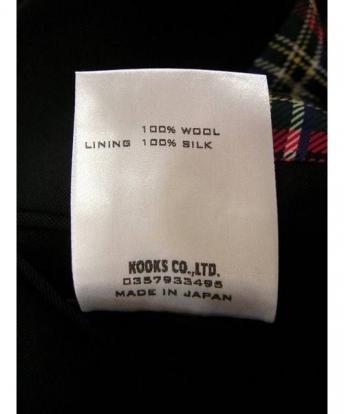 100% WOOL
LINING 100% SILK
KOOKS CO.,LTD.
0357933495
MADE IN JAPAN